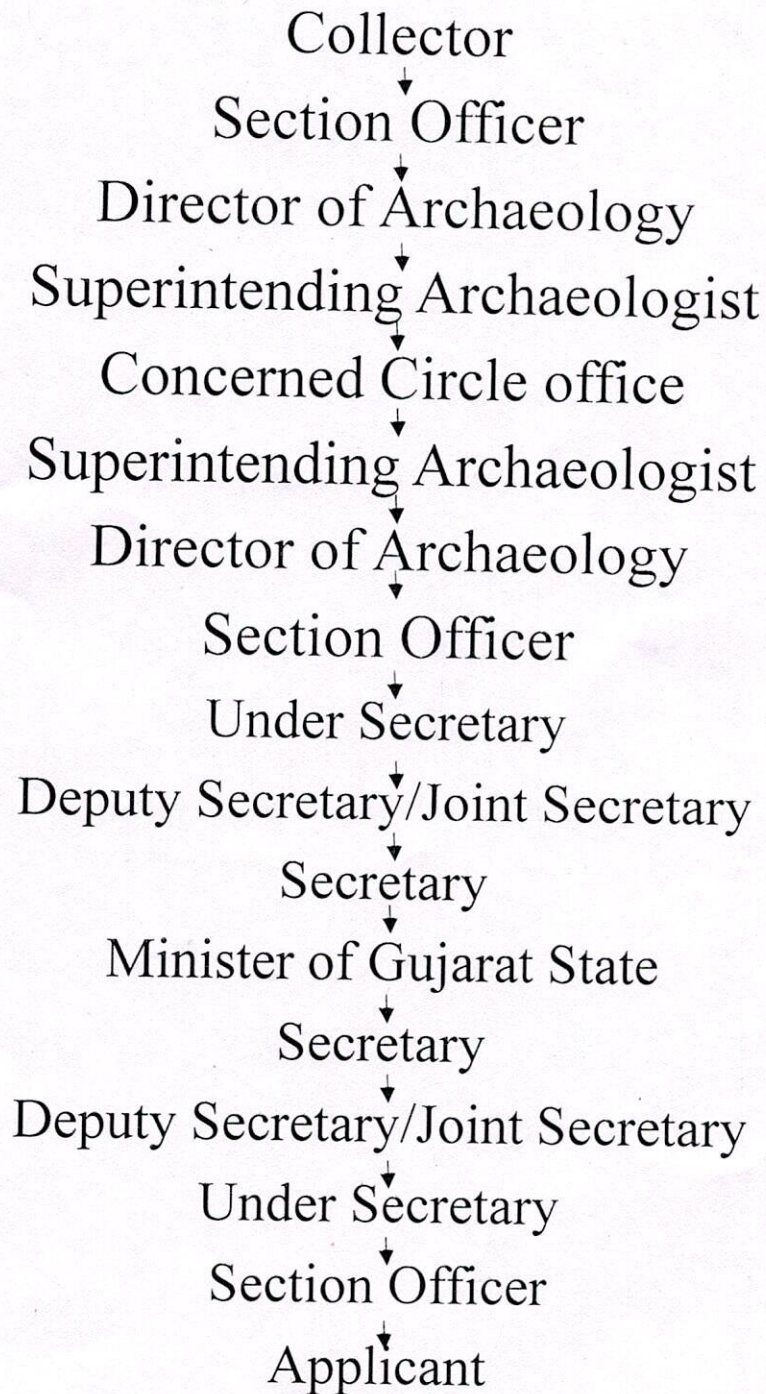 Collector
Section Officer
Director of Archaeology
Superintending Archaeologist
Concerned Circle office
Superintending Archaeologist
Director of Archaeology
Section Officer
Under Secretary
Deputy Secretary/Joint Secretary
Secretary
Minister of Gujarat State
Secretary
Deputy Secretary/Joint Secretary
Under Secretary
Section Officer
Applicant